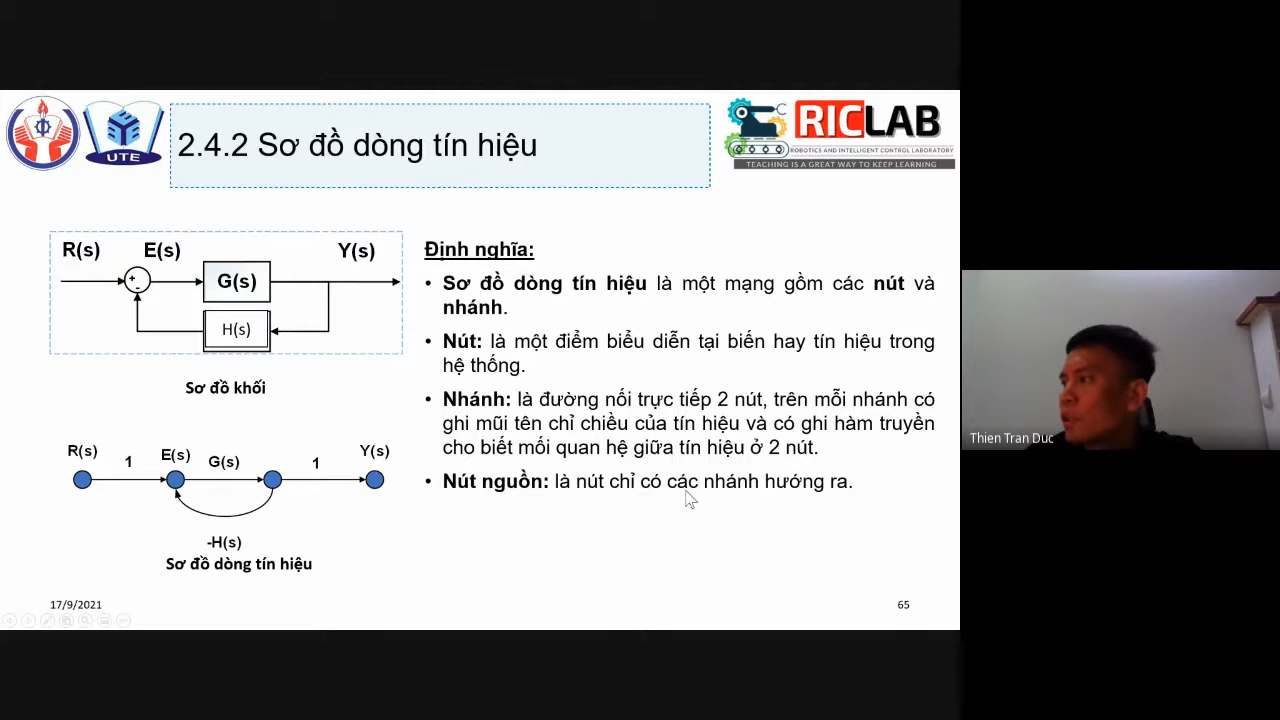 UTE
2.4.2 Sơ đồ dòng tín hiệu
RICLAB
ROBOTICS AND INTELLIGENT CONTROL LABORATORY
TEACHING IS A GREAT WAY TO KEEP LEARNING
R(s) E(s) Y(s)
+
-
G(s)
H(s)
Sơ đồ khối
R(s) 1 E(s) G(s) 1 Y(s)
-H(s)
Sơ đồ dòng tín hiệu
Định nghĩa:
• Sơ đồ dòng tín hiệu là một mạng gồm các nút và
nhánh.
• Nút: là một điểm biểu diễn tại biến hay tín hiệu trong
hệ thống.
• Nhánh: là đường nối trực tiếp 2 nút, trên mỗi nhánh có
ghi mũi tên chỉ chiều của tín hiệu và có ghi hàm truyền
cho biết mối quan hệ giữa tín hiệu ở 2 nút.
• Nút nguồn: là nút chỉ có các nhánh hướng ra.
Thien Tran Duc
17/9/2021
65